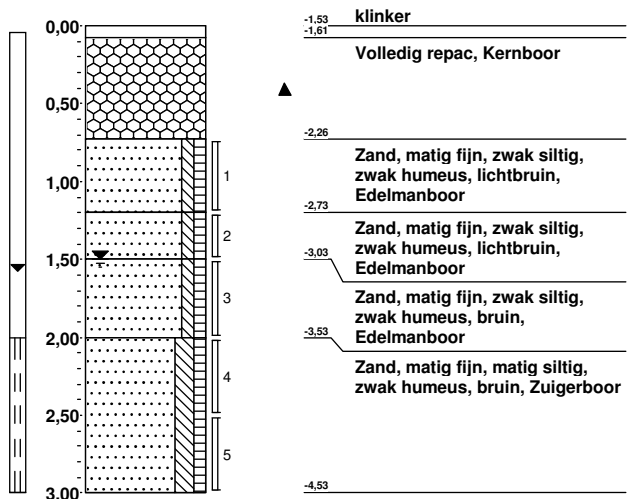 0,00
0,50
1,00
1,50
2,00
2,50
3,00
1
2
3
4
5
-1,53
klinker
-1,61
Volledig repac, Kernboor
-2,26
Zand, matig fijn, zwak siltig,
zwak humeus, lichtbruin,
Edelmanboor
-2,73
Zand, matig fijn, zwak siltig,
zwak humeus, lichtbruin,
Edelmanboor
-3,03
Zand, matig fijn, zwak siltig,
zwak humeus, bruin,
Edelmanboor
-3,53
Zand, matig fijn, matig siltig,
zwak humeus, bruin, Zuigerboor
-4,53